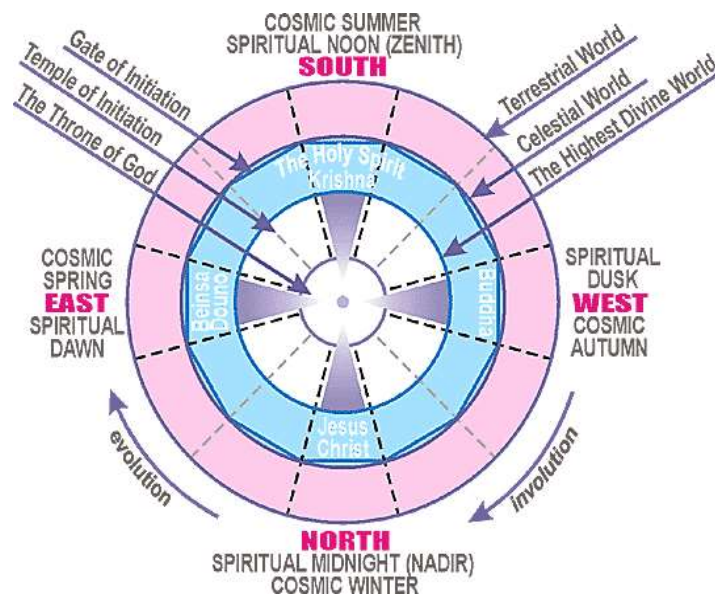 COSMIC SUMMER
SPIRITUAL NOON (ZENITH)
SOUTH
Gate of Initiation
Temple of Initiation
The Throne of God
Terrestrial World
Celestial World
The Highest Divine World
The Holy Spirit
Krishna
COSMIC
SPRING
EAST
SPIRITUAL
DAWN
Beinsa
Douno
Buddha
SPIRITUAL
DUSK
WEST
COSMIC
AUTUMN
Jesus
Christ
evolution
involution
NORTH
SPIRITUAL MIDNIGHT (NADIR)
COSMIC WINTER